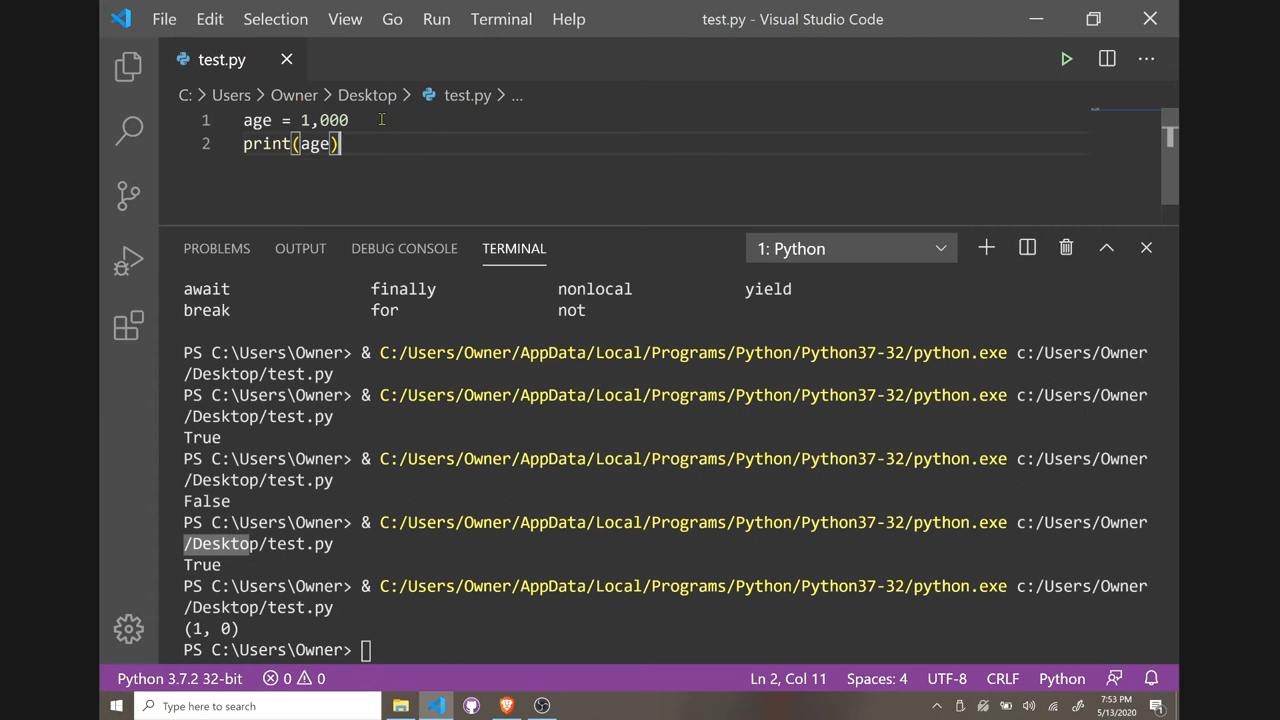 File Edit Selection View Go Run Terminal Help test.py - Visual Studio Code
test.py
C: > Users > Owner > Desktop > test.py > ...
1 age = 1,000
2 print(age)
PROBLEMS OUTPUT DEBUG CONSOLE TERMINAL 1: Python
await finally nonlocal yield
break for not
PS C:\Users\Owner> & C:/Users/Owner/AppData/Local/Programs/Python/Python37-32/python.exe c:/Users/Owner
/Desktop/test.py
PS C:\Users\Owner> & C:/Users/Owner/AppData/Local/Programs/Python/Python37-32/python.exe c:/Users/Owner
/Desktop/test.py
True
PS C:\Users\Owner> & C:/Users/Owner/AppData/Local/Programs/Python/Python37-32/python.exe c:/Users/Owner
/Desktop/test.py
False
PS C:\Users\Owner> & C:/Users/Owner/AppData/Local/Programs/Python/Python37-32/python.exe c:/Users/Owner
/Desktop/test.py
True
PS C:\Users\Owner> & C:/Users/Owner/AppData/Local/Programs/Python/Python37-32/python.exe c:/Users/Owner
/Desktop/test.py
(1, 0)
PS C:\Users\Owner>
Python 3.7.2 32-bit 0 0 Ln 2, Col 11 Spaces: 4 UTF-8 CRLF Python
Type here to search
7:53 PM
5/13/2020
1